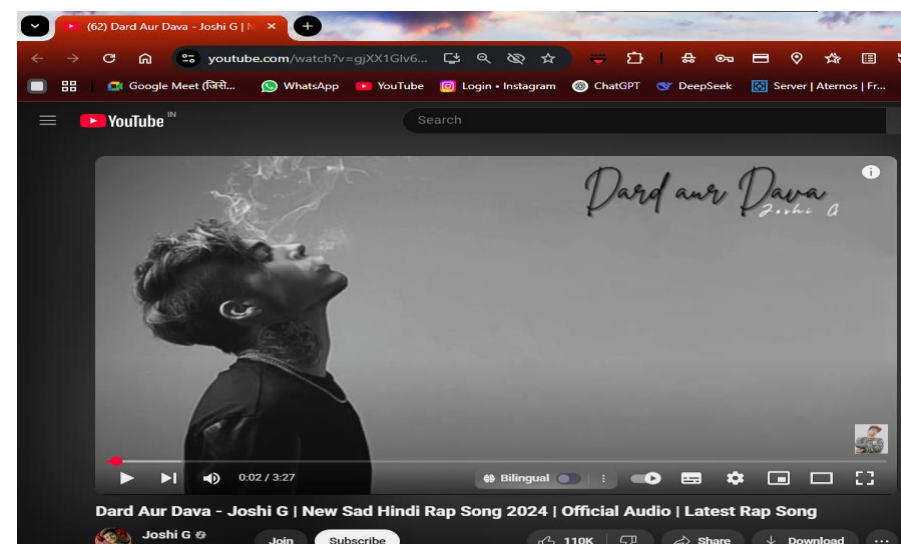 (62) Dard Aur Dava - Joshi G | N
youtube.com/watch?v=gjXX1GIv6...
Google Meet (जिसे... WhatsApp YouTube Login • Instagram ChatGPT DeepSeek Server | Aternos | Fr...
YouTube IN
Search
Dard aur Dava
Joshi G
0:02 / 3:27
Bilingual
Dard Aur Dava - Joshi G | New Sad Hindi Rap Song 2024 | Official Audio | Latest Rap Song
Joshi G
Join Subscribe 110K Share Download